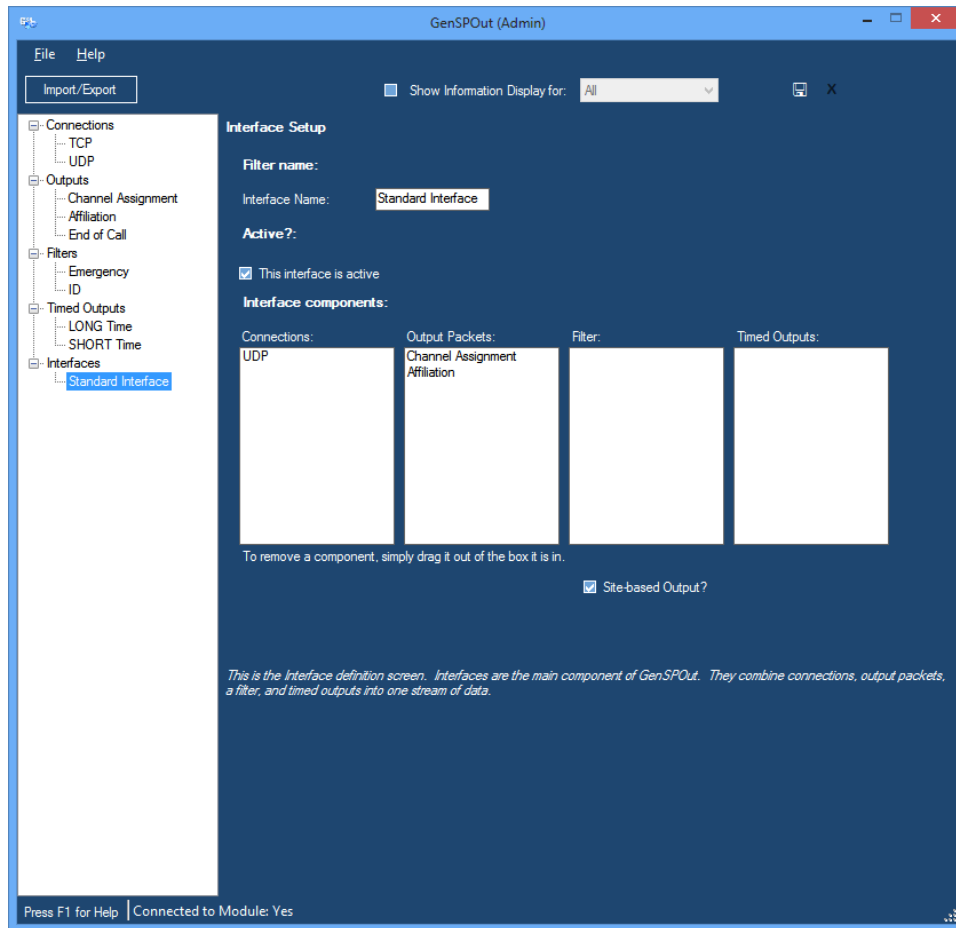 GenSPOut (Admin)
File Help
Import/Export
Show Information Display for: All
X
Connections
TCP
UDP
Outputs
Channel Assignment
Affiliation
End of Call
Filters
Emergency
ID
Timed Outputs
LONG Time
SHORT Time
Interfaces
Standard Interface
Interface Setup
Filter name:
Interface Name: Standard Interface
Active?:
This interface is active
Interface components:
Connections: Output Packets: Filter: Timed Outputs:
UDP Channel Assignment
Affiliation
To remove a component, simply drag it out of the box it is in.
Site-based Output?
This is the Interface definition screen. Interfaces are the main component of GenSPOut. They combine connections, output packets,
a filter, and timed outputs into one stream of data.
Press F1 for Help Connected to Module: Yes